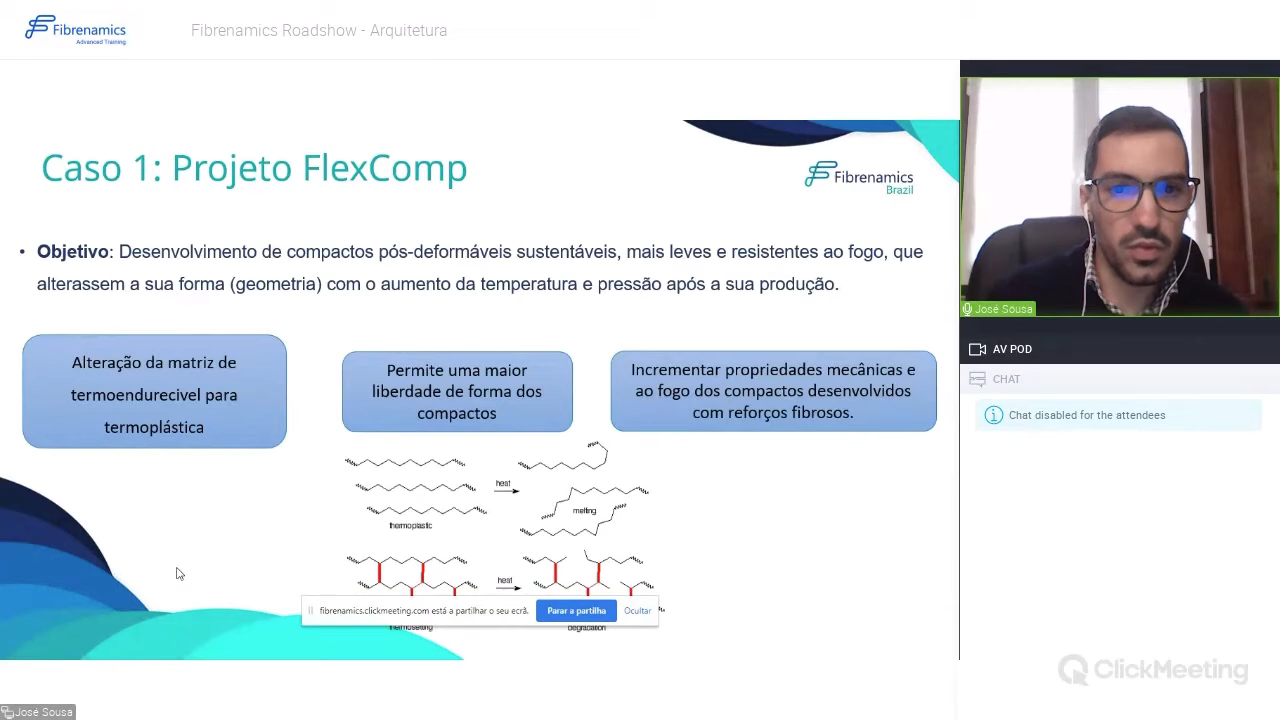 Fibrenamics
Advanced Training
Fibrenamics Roadshow - Arquitetura
Caso 1: Projeto FlexComp
Fibrenamics
Brazil
• Objetivo: Desenvolvimento de compactos pós-deformáveis sustentáveis, mais leves e resistentes ao fogo, que
alterassem a sua forma (geometria) com o aumento da temperatura e pressão após a sua produção.
Alteração da matriz de
termoendurecivel para
termoplástica
Permite uma maior
liberdade de forma dos
compactos
Incrementar propriedades mecânicas e
ao fogo dos compactos desenvolvidos
com reforços fibrosos.
heat
melting
thermoplastic
heat
fibrenamics.clickmeeting.com está a partilhar o seu ecrã.
Parar a partilha
Ocultar
thermosetting
degradation
José Sousa
AV POD
CHAT
Chat disabled for the attendees
ClickMeeting
José Sousa